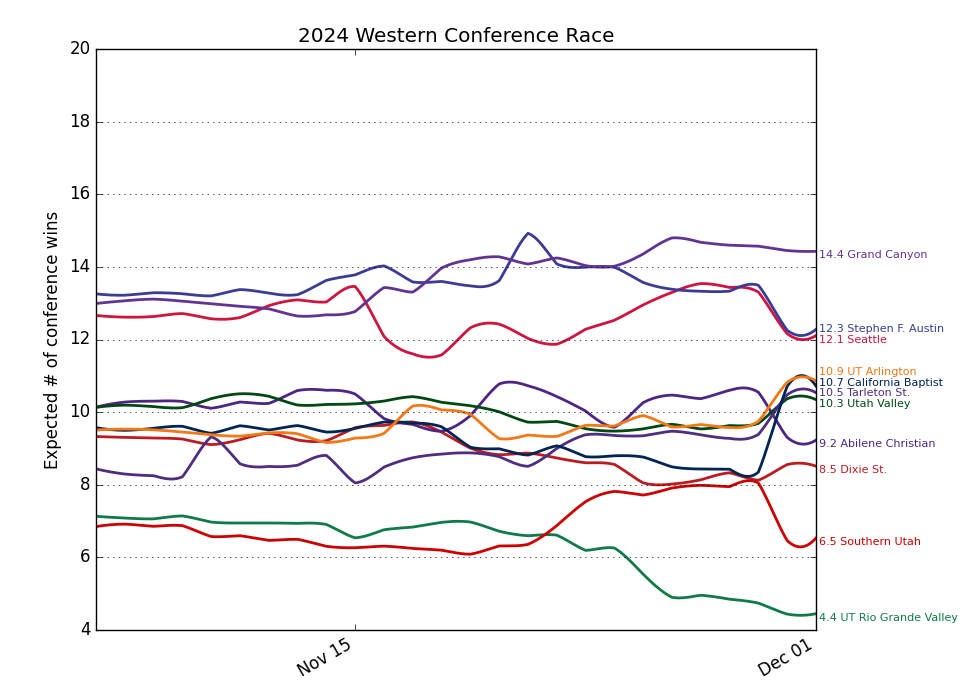 2024 Western Conference Race
Expected # of conference wins
20
18
16
14
12
10
8
6
4
Nov 15
Dec 01
14.4 Grand Canyon
12.3 Stephen F. Austin
12.1 Seattle
10.9 UT Arlington
10.7 California Baptist
10.5 Tarleton St.
10.3 Utah Valley
9.2 Abilene Christian
8.5 Dixie St.
6.5 Southern Utah
4.4 UT Rio Grande Valley